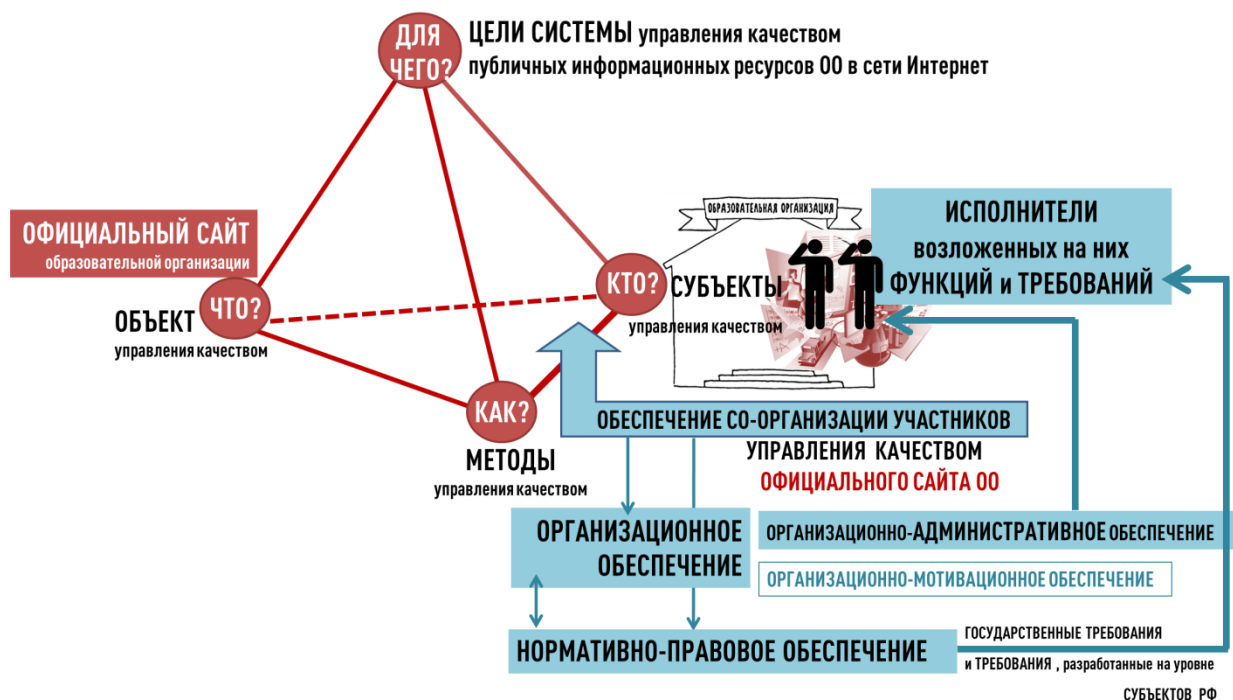 ДЛЯ
ЧЕГО?
ЦЕЛИ СИСТЕМЫ управления качеством
публичных информационных ресурсов ОО в сети Интернет
ОФИЦИАЛЬНЫЙ САЙТ
образовательной организации
ЧТО?
ОБЪЕКТ
управления качеством
ОБРАЗОВАТЕЛЬНАЯ ОРГАНИЗАЦИЯ
КТО?
СУБЪЕКТЫ
управления качеством
ИСПОЛНИТЕЛИ
возложенных на них
ФУНКЦИЙ и ТРЕБОВАНИЙ
КАК?
МЕТОДЫ
управления качеством
ОБЕСПЕЧЕНИЕ СО-ОРГАНИЗАЦИИ УЧАСТНИКОВ
УПРАВЛЕНИЯ КАЧЕСТВОМ
ОФИЦИАЛЬНОГО САЙТА ОО
ОРГАНИЗАЦИОННОЕ
ОБЕСПЕЧЕНИЕ
ОРГАНИЗАЦИОННО-АДМИНИСТРАТИВНОЕ ОБЕСПЕЧЕНИЕ
ОРГАНИЗАЦИОННО-МОТИВАЦИОННОЕ ОБЕСПЕЧЕНИЕ
НОРМАТИВНО-ПРАВОВОЕ ОБЕСПЕЧЕНИЕ
ГОСУДАРСТВЕННЫЕ ТРЕБОВАНИЯ
и ТРЕБОВАНИЯ , разработанные на уровне
СУБЪЕКТОВ РФ